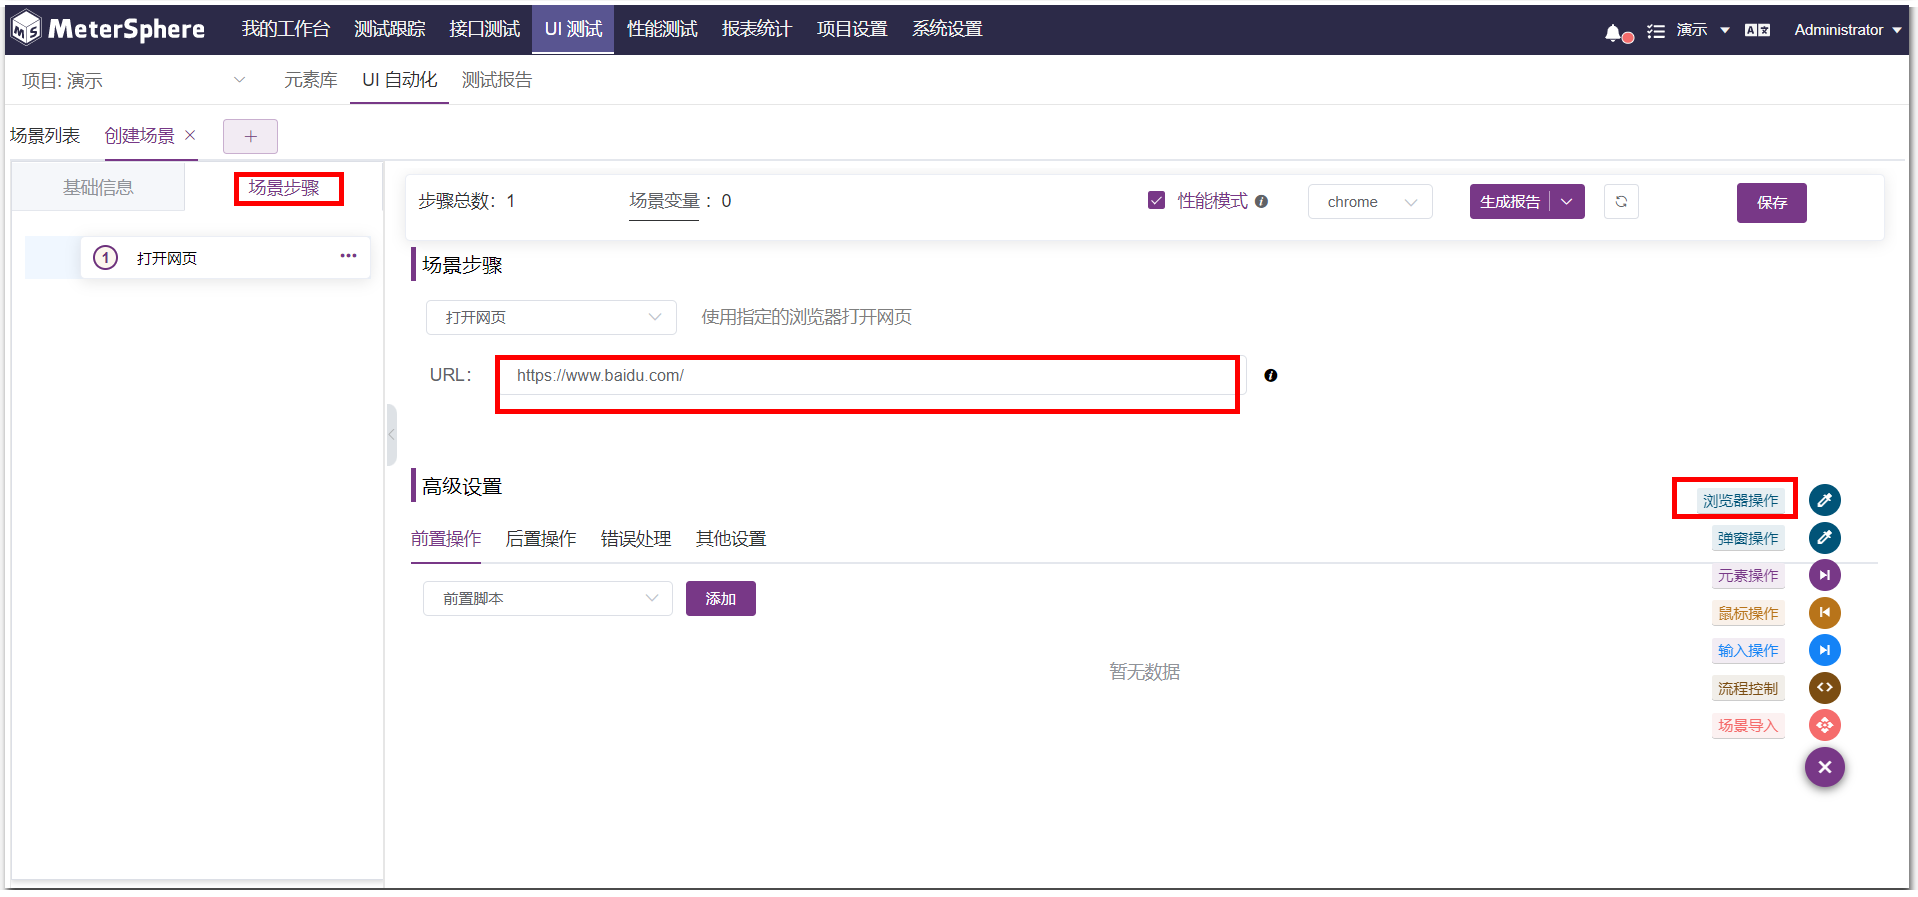 MeterSphere 我的工作台 测试跟踪 接口测试 UI 测试 性能测试 报表统计 项目设置 系统设置 演示 Administrator
项目: 演示 元素库 UI 自动化 测试报告
场景列表 创建场景
基础信息 场景步骤
1 打开网页
步骤总数：1 场景变量 ：0 性能模式 chrome 生成报告 保存
场景步骤
打开网页 使用指定的浏览器打开网页
URL： https://www.baidu.com/
高级设置
前置操作 后置操作 错误处理 其他设置
前置脚本 添加
暂无数据
浏览器操作
弹窗操作
元素操作
鼠标操作
输入操作
流程控制
场景导入